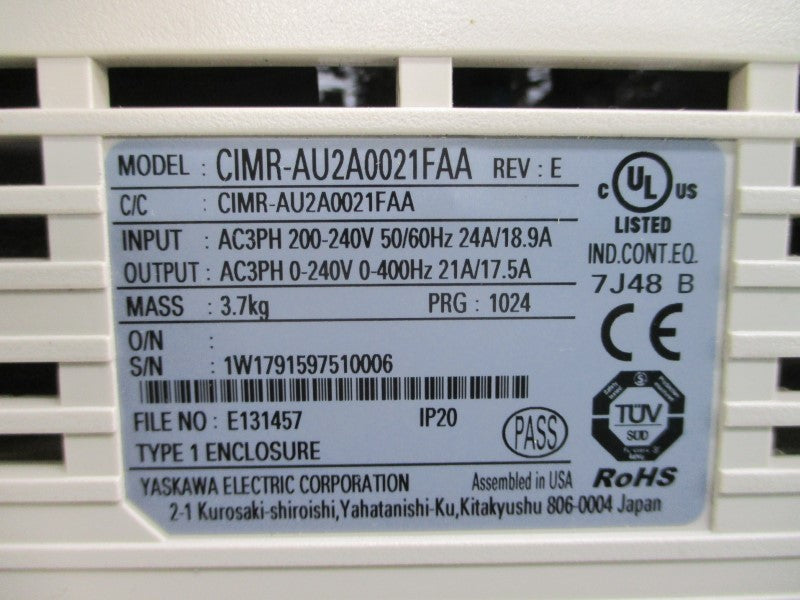 MODEL : CIMR-AU2A0021FAA REV : E
C/C : CIMR-AU2A0021FAA
INPUT : AC3PH 200-240V 50/60Hz 24A/18.9A
OUTPUT : AC3PH 0-240V 0-400Hz 21A/17.5A
MASS : 3.7kg PRG : 1024
O/N :
S/N : 1W1791597510006
FILE NO : E131457 IP20
TYPE 1 ENCLOSURE
PASS
YASKAWA ELECTRIC CORPORATION Assembled in USA
2-1 Kurosaki-shiroishi,Yahatanishi-Ku,Kitakyushu 806-0004 Japan
C UL US
LISTED
IND.CONT.EQ.
7J48 B
CE
TÜV
SÜD
RoHS